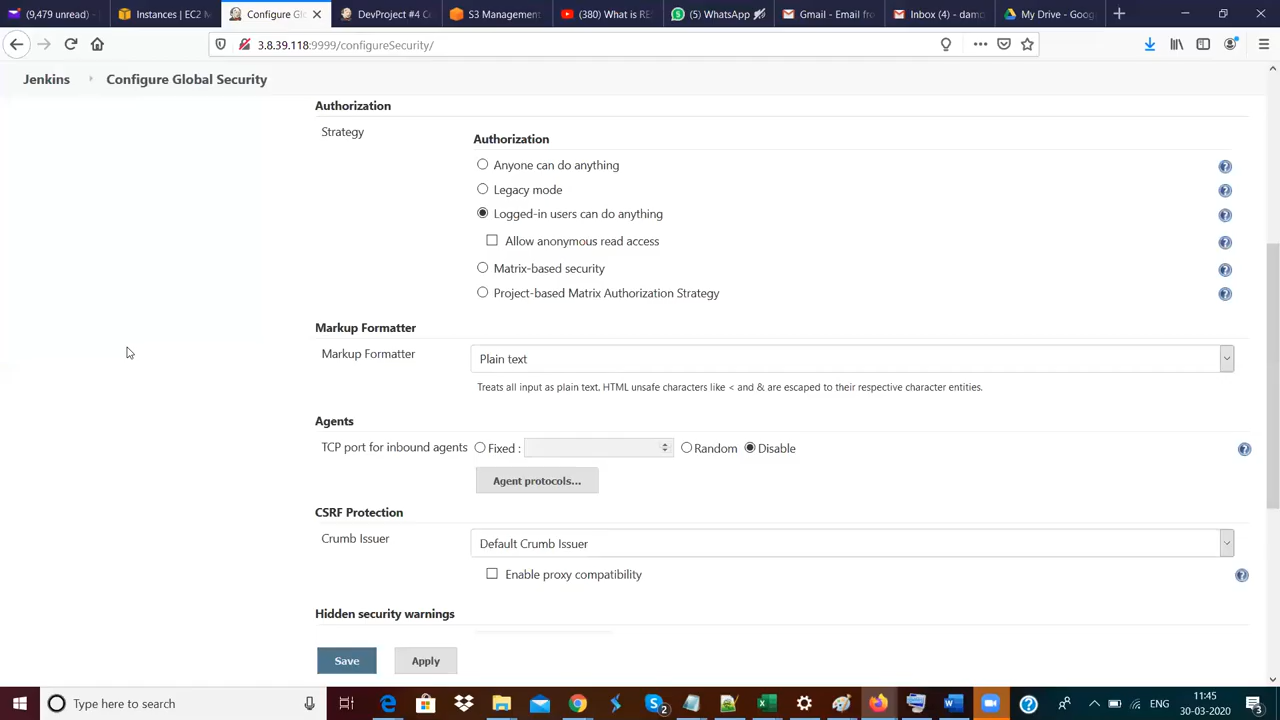 (9,479 unread)
Instances | EC2
Configure Glo
DevProject #4 C
S3 Management
(380) What is RE
(5) WhatsApp
Gmail - Email fro
Inbox (4) - damo
My Drive - Goog
3.8.39.118:9999/configureSecurity/
Jenkins
Configure Global Security
Authorization
Strategy
Authorization
Anyone can do anything
Legacy mode
Logged-in users can do anything
Allow anonymous read access
Matrix-based security
Project-based Matrix Authorization Strategy
Markup Formatter
Markup Formatter
Plain text
Treats all input as plain text. HTML unsafe characters like < and & are escaped to their respective character entities.
Agents
TCP port for inbound agents
Fixed :
Random
Disable
Agent protocols...
CSRF Protection
Crumb Issuer
Default Crumb Issuer
Enable proxy compatibility
Hidden security warnings
Save
Apply
Type here to search
2
ENG
11:45
30-03-2020
3